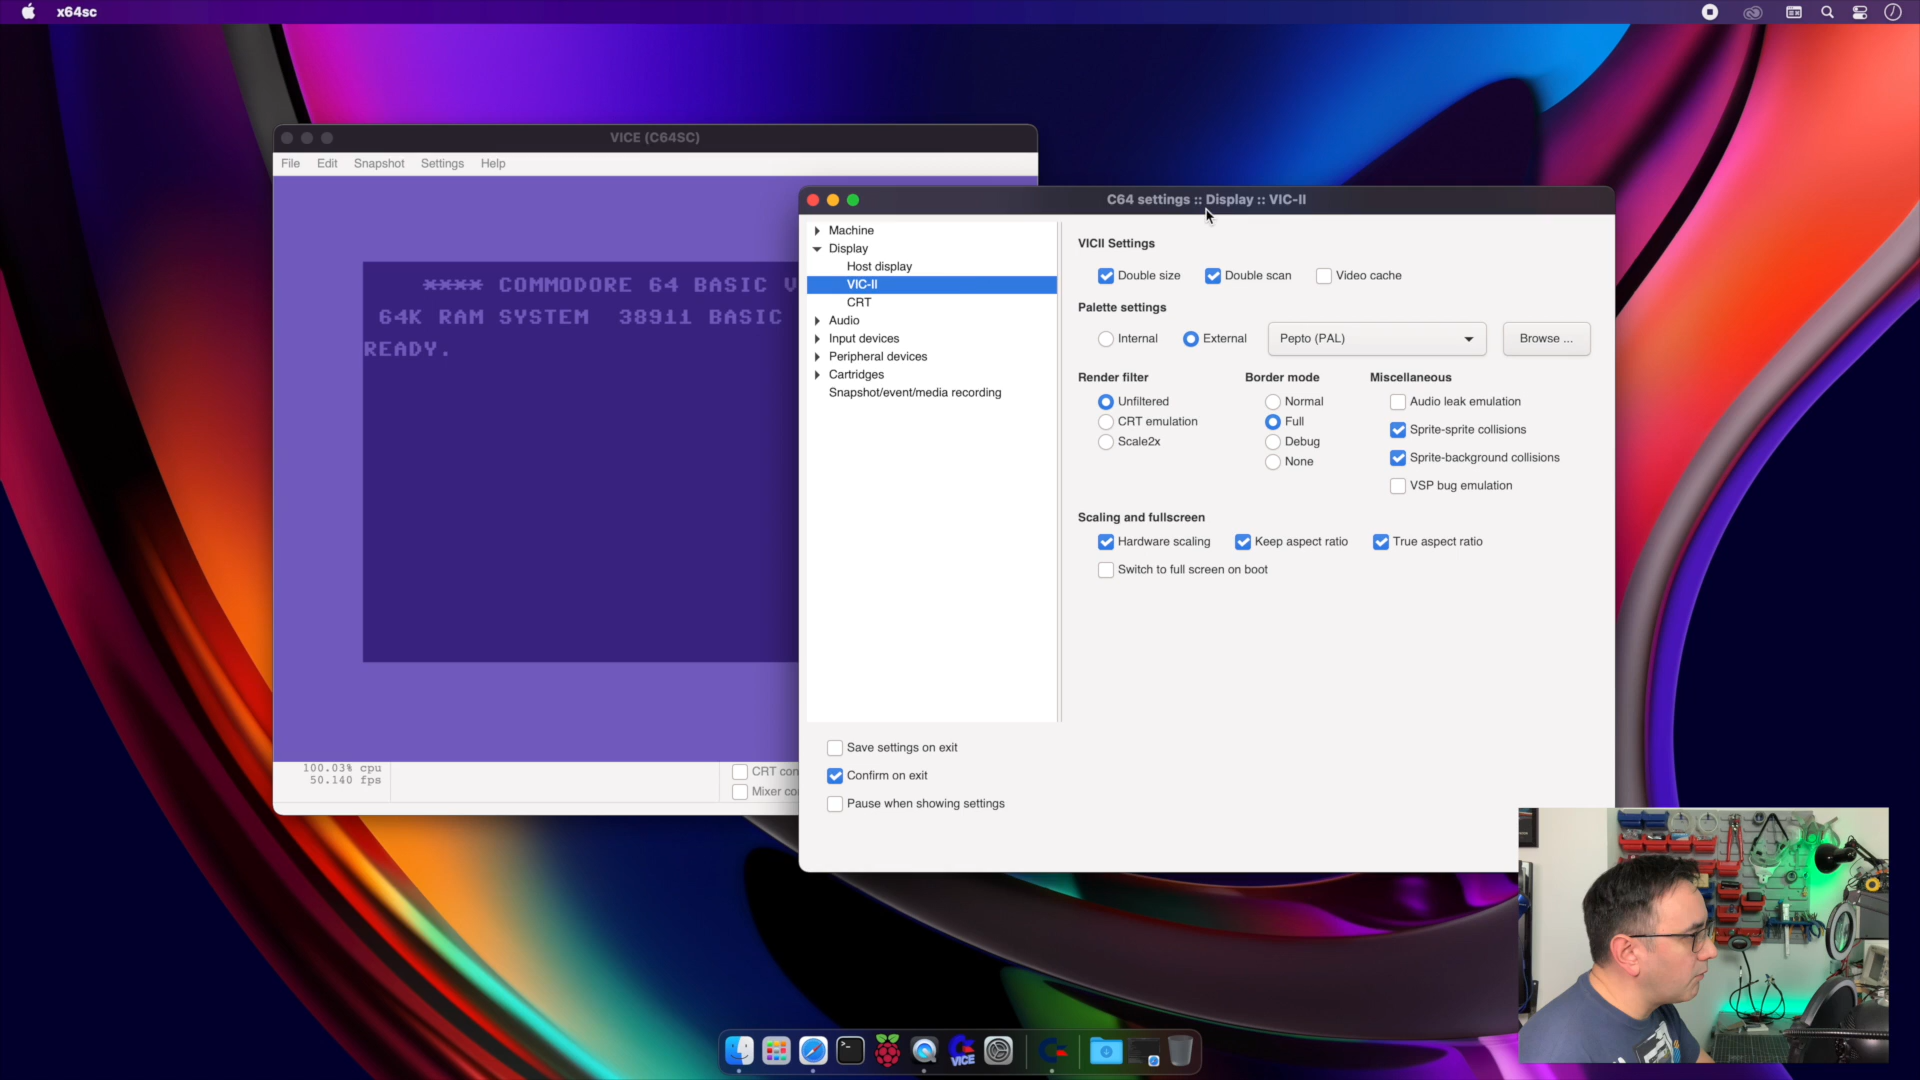 x64sc
VICE (C64SC)
File Edit Snapshot Settings Help
**** COMMODORE 64 BASIC V
64K RAM SYSTEM 38911 BASIC
READY.
100.03% cpu
50.140 fps
CRT con
Mixer co
C64 settings :: Display :: VIC-II
Machine
Display
Host display
VIC-II
CRT
Audio
Input devices
Peripheral devices
Cartridges
Snapshot/event/media recording
VICII Settings
Double size Double scan Video cache
Palette settings
Internal External Pepto (PAL) Browse ...
Render filter Border mode Miscellaneous
Unfiltered Normal Audio leak emulation
CRT emulation Full Sprite-sprite collisions
Scale2x Debug Sprite-background collisions
None VSP bug emulation
Scaling and fullscreen
Hardware scaling Keep aspect ratio True aspect ratio
Switch to full screen on boot
Save settings on exit
Confirm on exit
Pause when showing settings
VICE